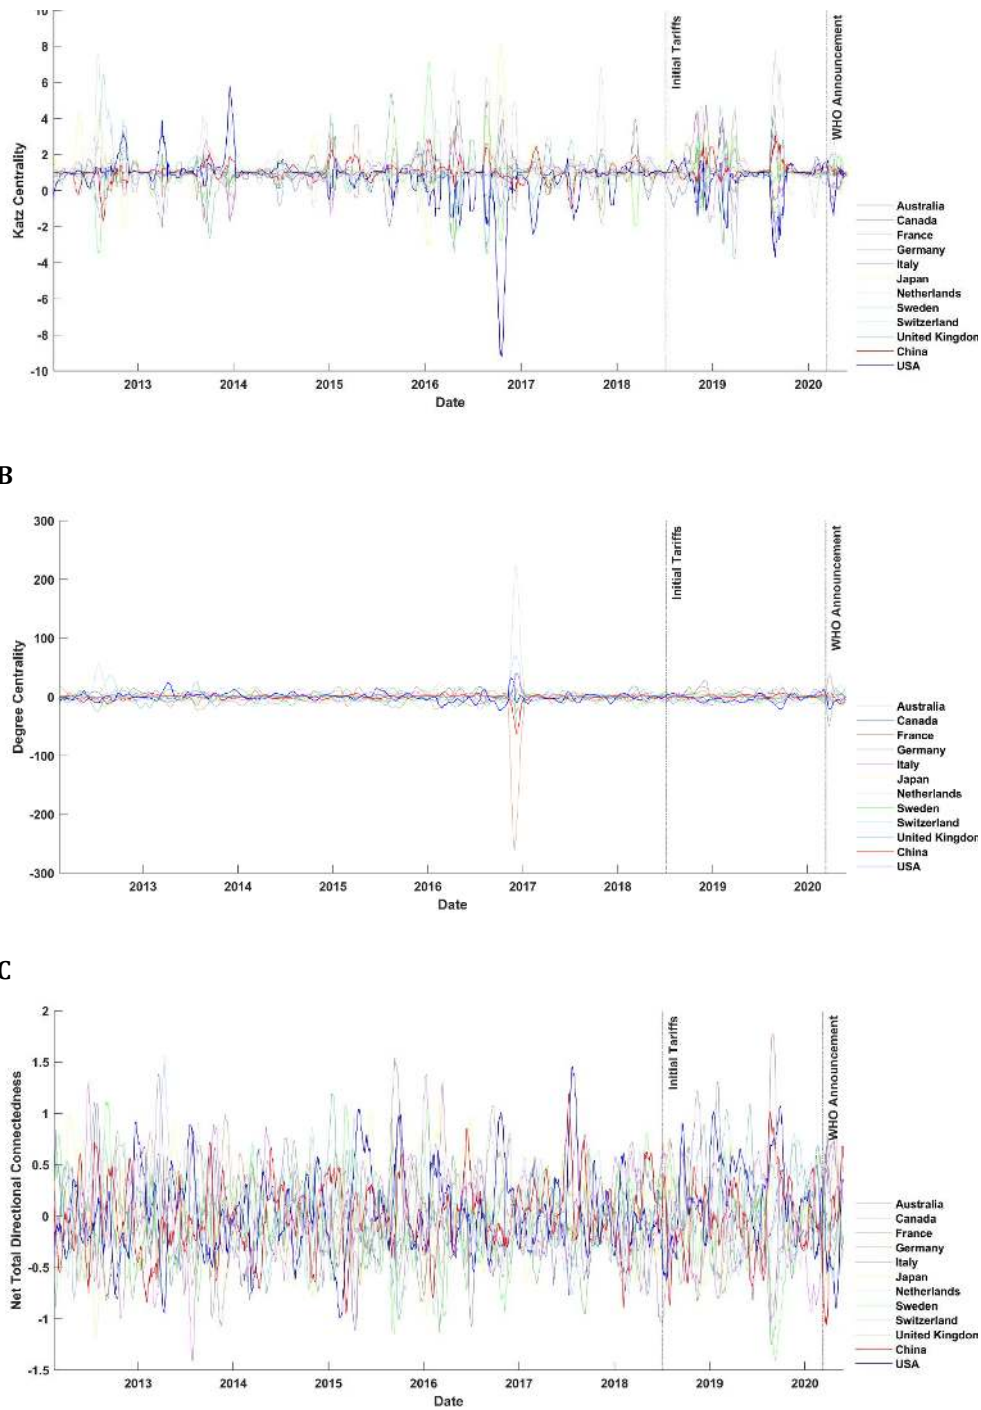 10
8
6
4
2
0
-2
-4
-6
-8
-10
Katz Centrality
2013 2014 2015 2016 2017 2018 2019 2020
Date
Initial Tariffs
WHO Announcement
Australia
Canada
France
Germany
Italy
Japan
Netherlands
Sweden
Switzerland
United Kingdom
China
USA
B
300
200
100
0
-100
-200
-300
Degree Centrality
2013 2014 2015 2016 2017 2018 2019 2020
Date
Initial Tariffs
WHO Announcement
Australia
Canada
France
Germany
Italy
Japan
Netherlands
Sweden
Switzerland
United Kingdom
China
USA
C
2
1.5
1
0.5
0
-0.5
-1
-1.5
Net Total Directional Connectedness
2013 2014 2015 2016 2017 2018 2019 2020
Date
Initial Tariffs
WHO Announcement
Australia
Canada
France
Germany
Italy
Japan
Netherlands
Sweden
Switzerland
United Kingdom
China
USA